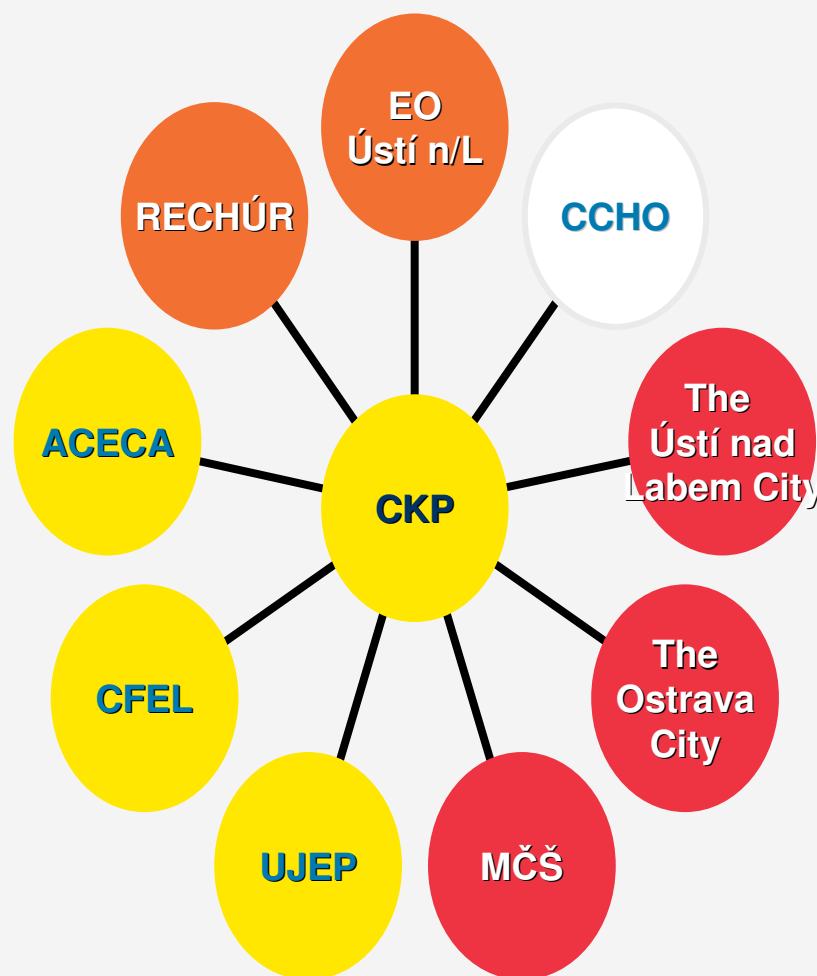 EO
Ústí n/L
CCHO
RECHÚR
The
Ústí nad
Labem City
ACECA
CKP
The
Ostrava
City
CFEL
UJEP
MČŠ